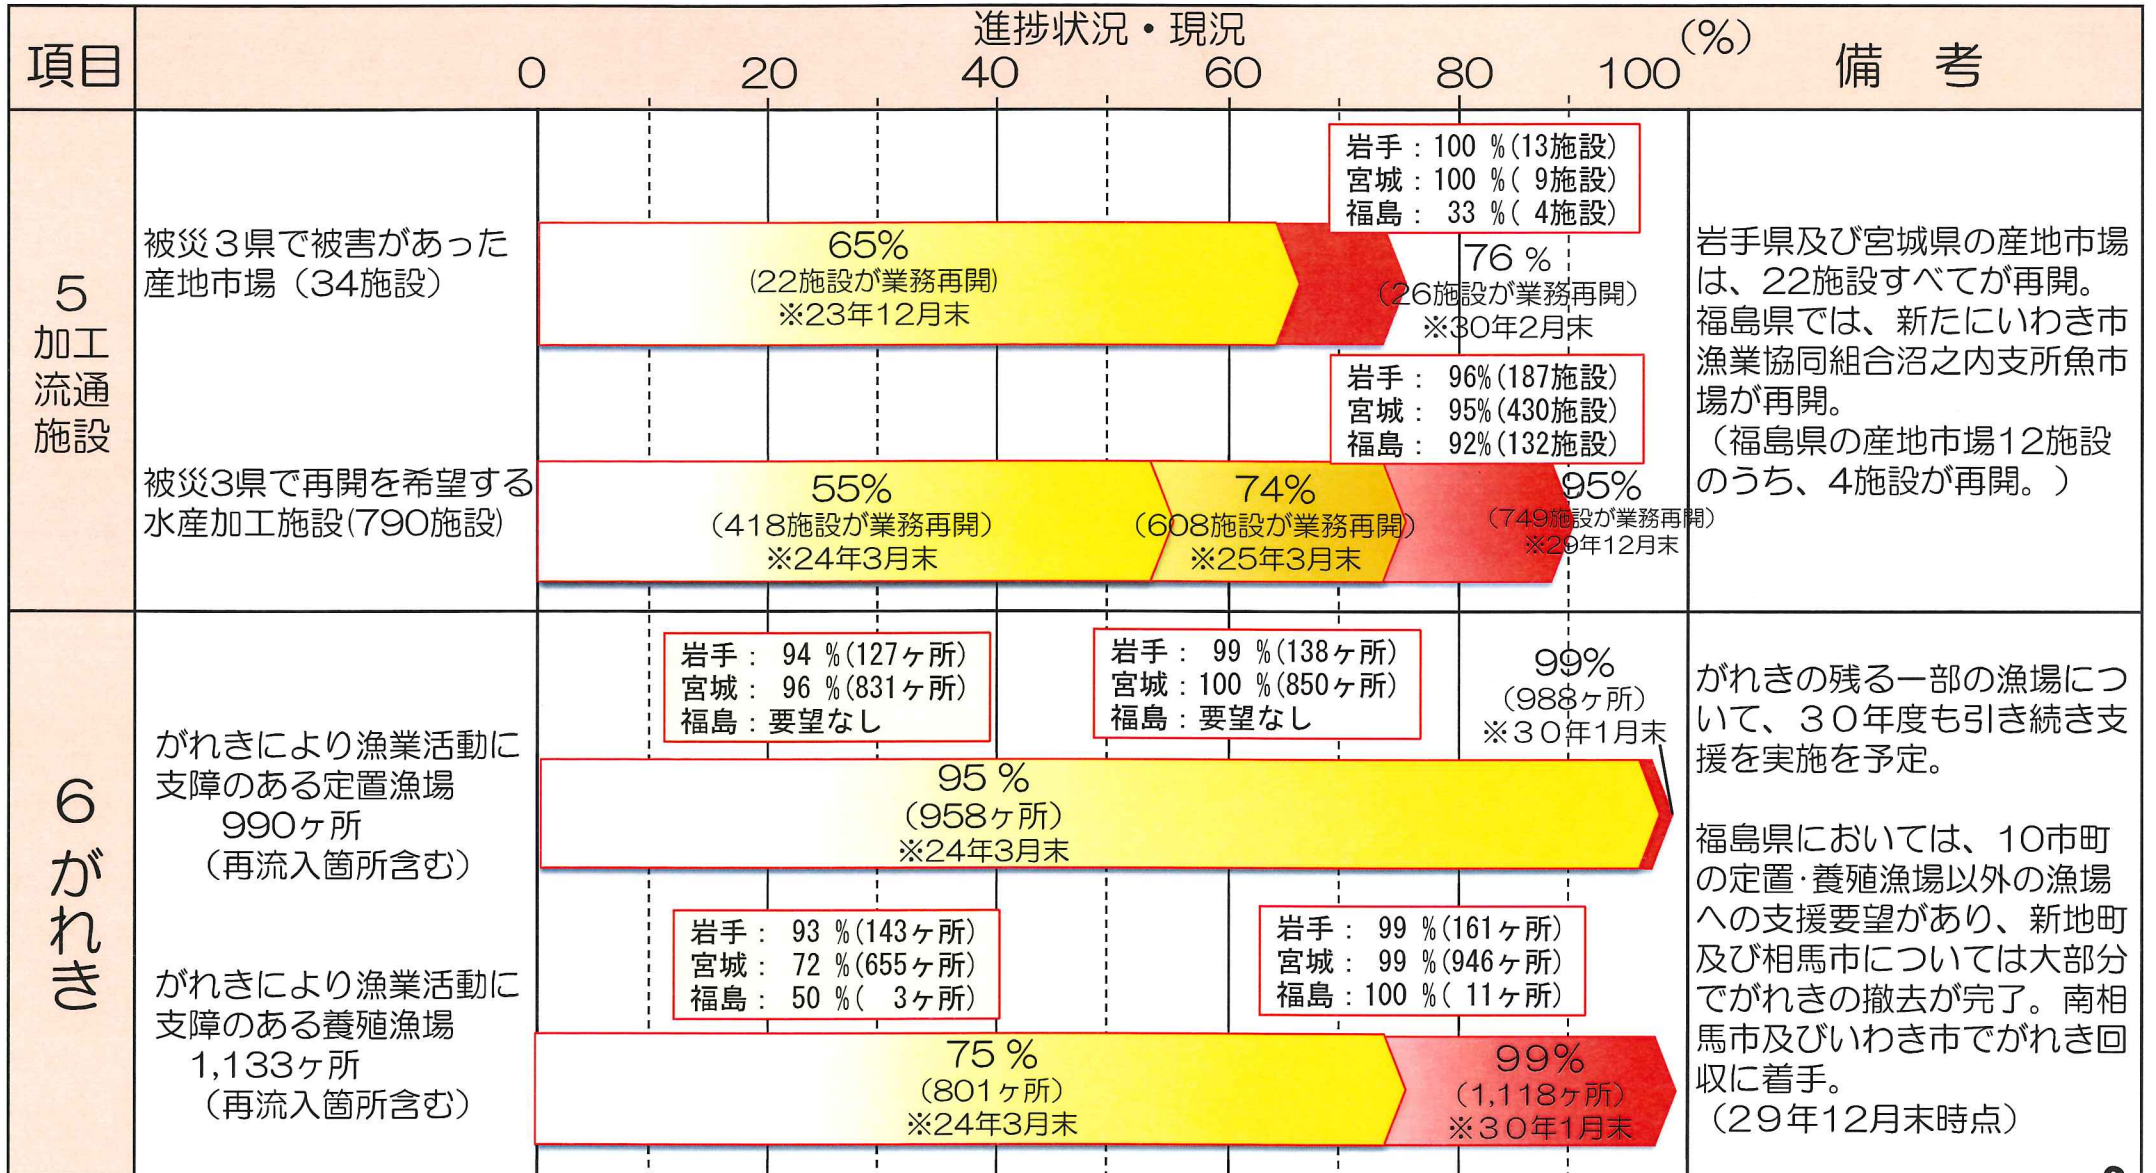 項目
進捗状況・現況
(%)
0 20 40 60 80 100
備 考
5
加工
流通
施設
被災3県で被害があった
産地市場（34施設）
65%
(22施設が業務再開)
※23年12月末
岩手：100 %(13施設)
宮城：100 %( 9施設)
福島： 33 %( 4施設)
76 %
(26施設が業務再開)
※30年2月末
被災3県で再開を希望する
水産加工施設(790施設)
55%
(418施設が業務再開)
※24年3月末
74%
(608施設が業務再開)
※25年3月末
岩手： 96%(187施設)
宮城： 95%(430施設)
福島： 92%(132施設)
95%
(749施設が業務再開)
※29年12月末
岩手県及び宮城県の産地市場
は、22施設すべてが再開。
福島県では、新たにいわき市
漁業協同組合沼之内支所魚市
場が再開。
（福島県の産地市場12施設
のうち、4施設が再開。）
6
がれき
がれきにより漁業活動に
支障のある定置漁場
990ヶ所
（再流入箇所含む）
岩手： 94 %(127ヶ所)
宮城： 96 %(831ヶ所)
福島：要望なし
岩手： 99 %(138ヶ所)
宮城：100 %(850ヶ所)
福島：要望なし
99%
(988ヶ所)
※30年1月末
95 %
(958ヶ所)
※24年3月末
がれきにより漁業活動に
支障のある養殖漁場
1,133ヶ所
（再流入箇所含む）
岩手： 93 %(143ヶ所)
宮城： 72 %(655ヶ所)
福島： 50 %( 3ヶ所)
岩手： 99 %(161ヶ所)
宮城： 99 %(946ヶ所)
福島：100 %( 11ヶ所)
75 %
(801ヶ所)
※24年3月末
99%
(1,118ヶ所)
※30年1月末
がれきの残る一部の漁場につ
いて、30年度も引き続き支
援を実施を予定。
福島県においては、10市町
の定置・養殖漁場以外の漁場
への支援要望があり、新地町
及び相馬市については大部分
でがれきの撤去が完了。南相
馬市及びいわき市でがれき回
収に着手。
（29年12月末時点）